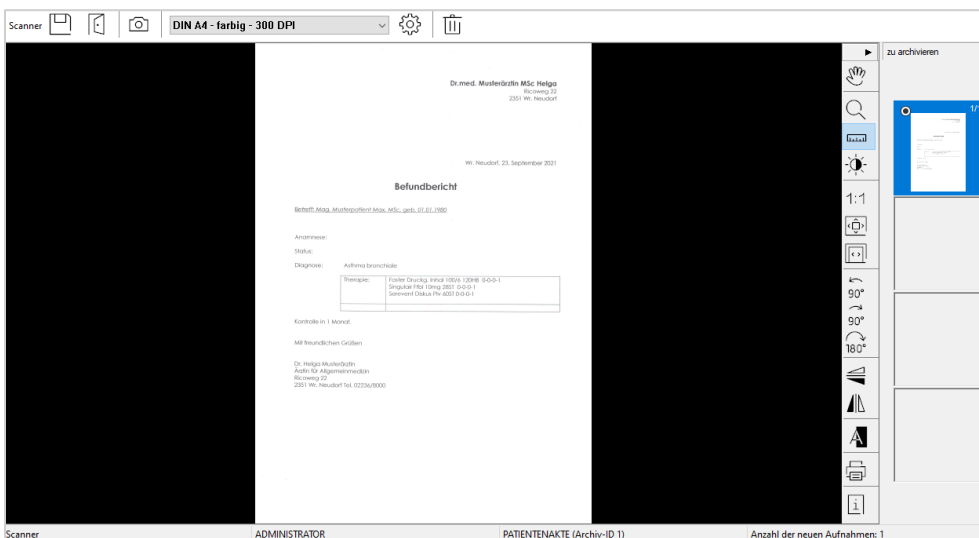 Scanner
DIN A4 - farbig - 300 DPI
zu archivieren
1/1
Dr.med. Musterärztin MSc Helga
Ricoweg 22
2351 Wr. Neudorf
Wr. Neudorf, 23. September 2021
Befundbericht
Betreff: Mag. Musterpatient Max, MSc, geb. 01.01.1980
Anamnese:
Status:
Diagnose: Asthma bronchiale
Therapie: Foster Druckg. Inhal 100/6 120HB 0-0-0-1
Singulair Ftbl 10mg 28ST 0-0-0-1
Serevent Diskus Plv 60ST 0-0-0-1
Kontrolle in 1 Monat.
Mit freundlichen Grüßen
Dr. Helga Musterärztin
Ärztin für Allgemeinmedizin
Ricoweg 22
2351 Wr. Neudorf Tel. 02236/8000
1:1
90°
90°
180°
A
i
Scanner
ADMINISTRATOR
PATIENTENAKTE (Archiv-ID 1)
Anzahl der neuen Aufnahmen: 1